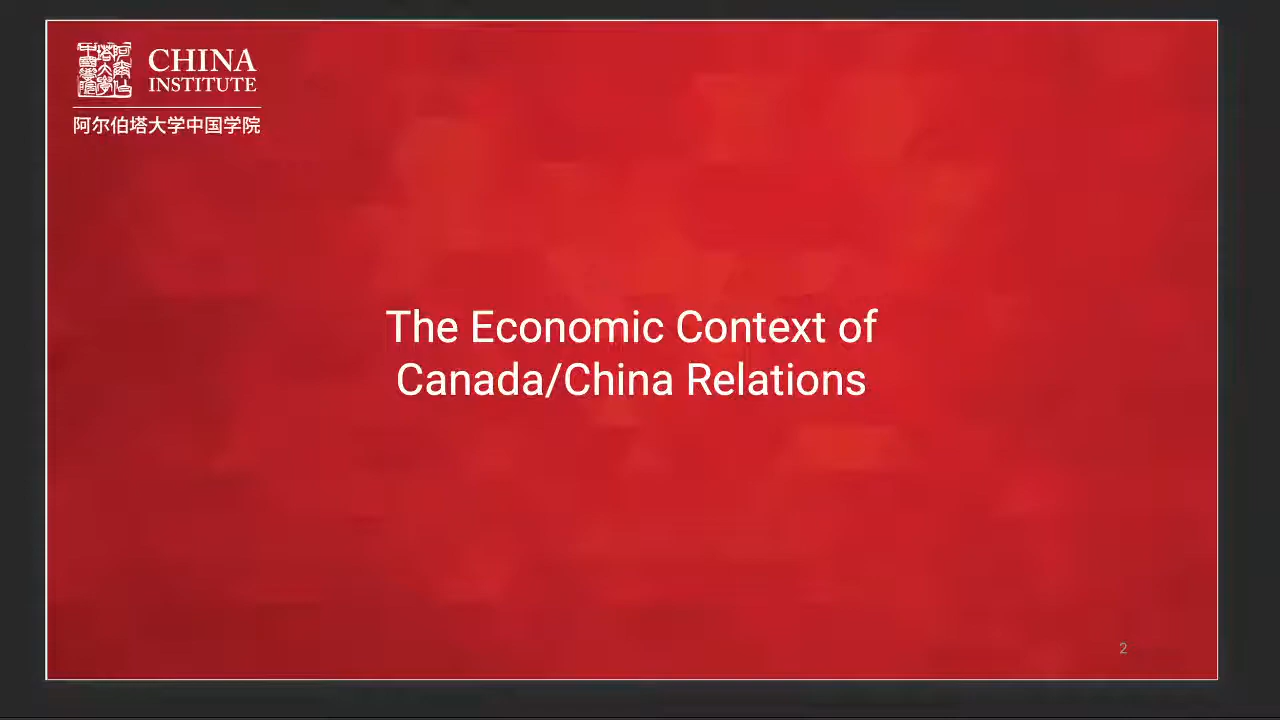 CHINA
INSTITUTE
阿尔伯塔大学中国学院
The Economic Context of
Canada/China Relations
2